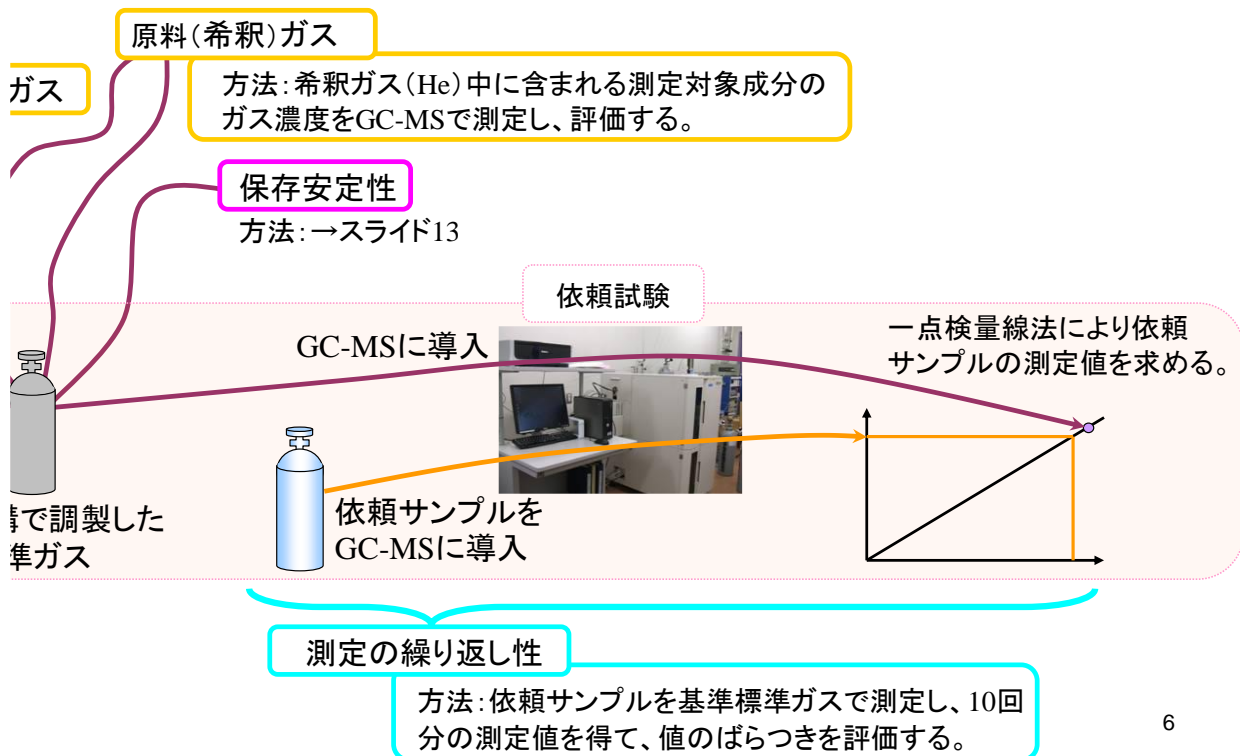 原料（希釈）ガス
ガス
方法：希釈ガス（He）中に含まれる測定対象成分の
ガス濃度をGC-MSで測定し、評価する。
保存安定性
方法：→スライド13
依頼試験
GC-MSに導入
一点検量線法により依頼
サンプルの測定値を求める。
で調製した
準ガス
依頼サンプルを
GC-MSに導入
測定の繰り返し性
方法：依頼サンプルを基準標準ガスで測定し、10回
分の測定値を得て、値のばらつきを評価する。
6